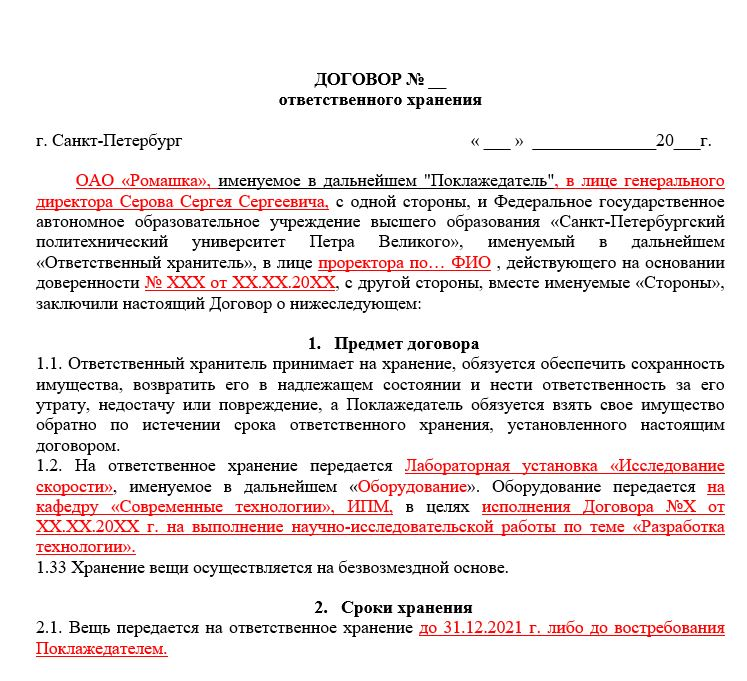 ДОГОВОР № __
ответственного хранения
г. Санкт-Петербург « ___ » ______________20___г.
ОАО «Ромашка», именуемое в дальнейшем "Поклажедатель", в лице генерального
директора Серова Сергея Сергеевича, с одной стороны, и Федеральное государственное
автономное образовательное учреждение высшего образования «Санкт-Петербургский
политехнический университет Петра Великого», именуемый в дальнейшем
«Ответственный хранитель», в лице проректора по… ФИО , действующего на основании
доверенности № ХХХ от ХХ.ХХ.20ХХ, с другой стороны, вместе именуемые «Стороны»,
заключили настоящий Договор о нижеследующем:
1. Предмет договора
1.1. Ответственный хранитель принимает на хранение, обязуется обеспечить сохранность
имущества, возвратить его в надлежащем состоянии и нести ответственность за его
утрату, недостачу или повреждение, а Поклажедатель обязуется взять свое имущество
обратно по истечении срока ответственного хранения, установленного настоящим
договором.
1.2. На ответственное хранение передается Лабораторная установка «Исследование
скорости», именуемое в дальнейшем «Оборудование». Оборудование передается на
кафедру «Современные технологии», ИПМ, в целях исполнения Договора №Х от
ХХ.ХХ.20ХХ г. на выполнение научно-исследовательской работы по теме «Разработка
технологии».
1.33 Хранение вещи осуществляется на безвозмездной основе.
2. Сроки хранения
2.1. Вещь передается на ответственное хранение до 31.12.2021 г. либо до востребования
Поклажедателем.